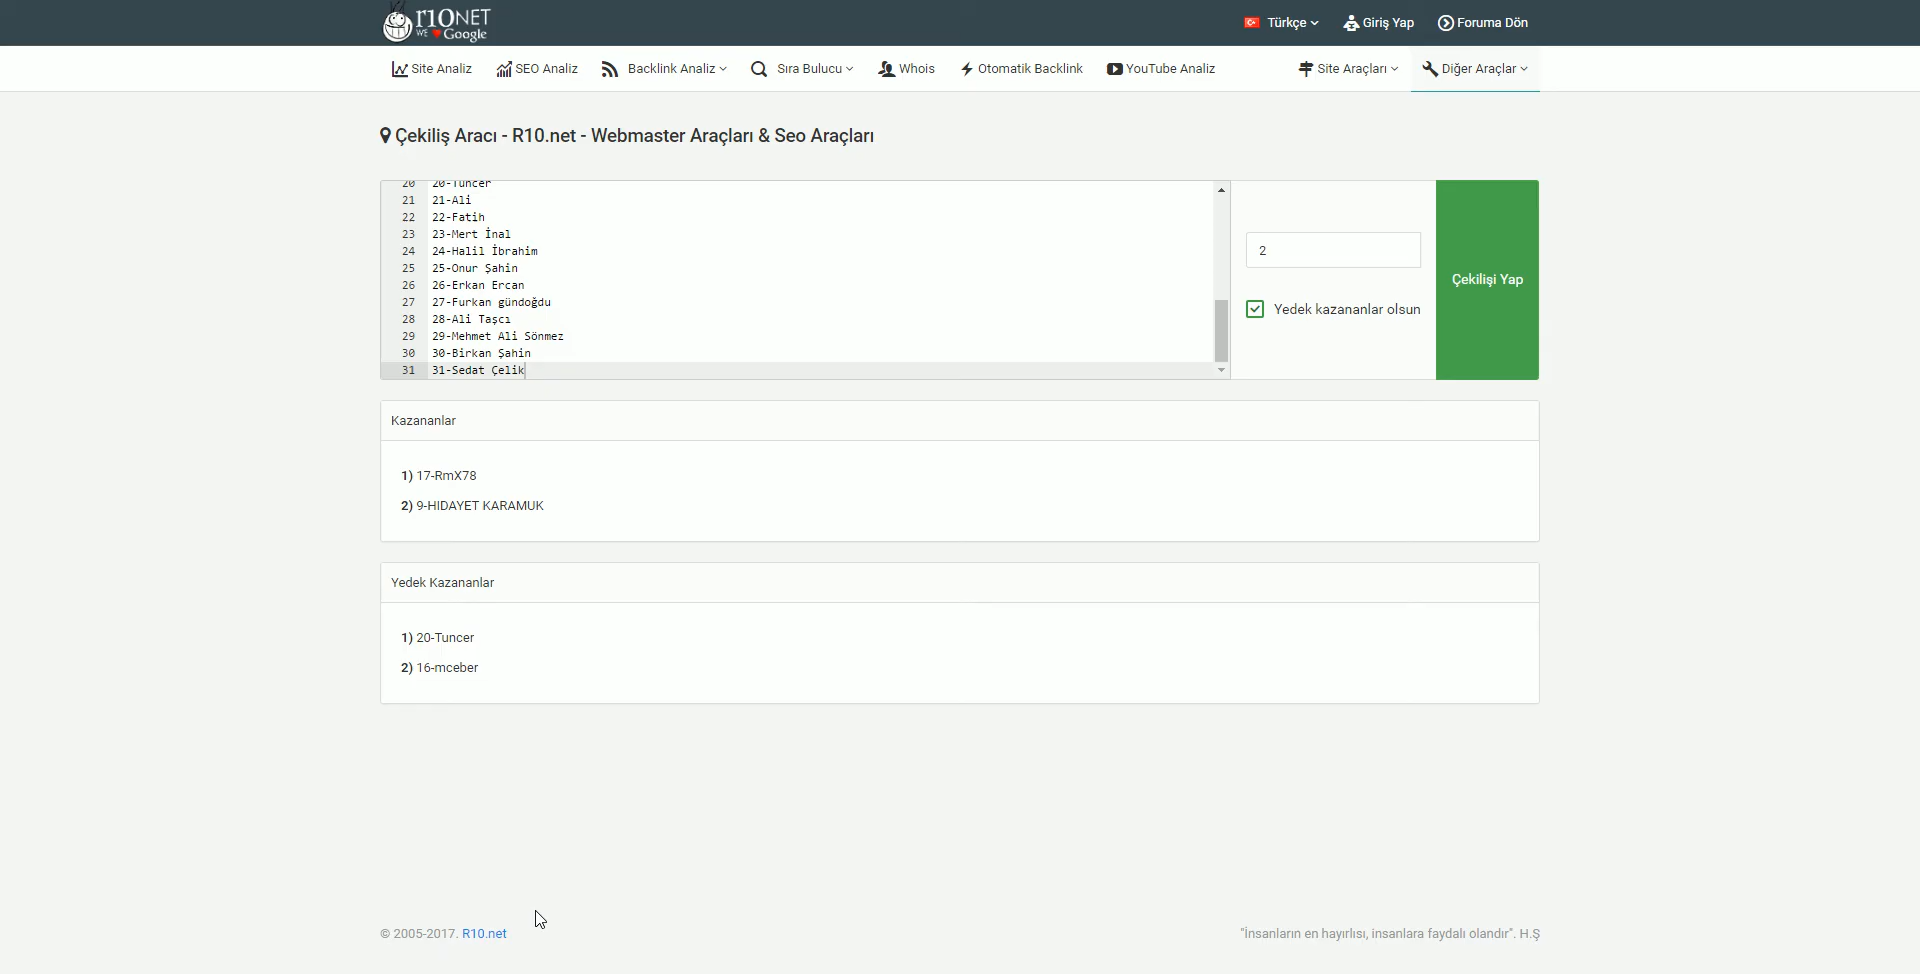 r10NET
WE ♥ Google
Türkçe
Giriş Yap
Foruma Dön
Site Analiz
SEO Analiz
Backlink Analiz
Sıra Bulucu
Whois
Otomatik Backlink
YouTube Analiz
Site Araçları
Diğer Araçlar
Çekiliş Aracı - R10.net - Webmaster Araçları & Seo Araçları
20 20-Tuncer
21 21-Ali
22 22-Fatih
23 23-Mert İnal
24 24-Halil İbrahim
25 25-Onur Şahin
26 26-Erkan Ercan
27 27-Furkan gündoğdu
28 28-Ali Taşcı
29 29-Mehmet Ali Sönmez
30 30-Birkan Şahin
31 31-Sedat Çelik
2
Yedek kazananlar olsun
Çekilişi Yap
Kazananlar
1) 17-RmX78
2) 9-HIDAYET KARAMUK
Yedek Kazananlar
1) 20-Tuncer
2) 16-mceber
© 2005-2017. R10.net
"İnsanların en hayırlısı, insanlara faydalı olandır". H.Ş